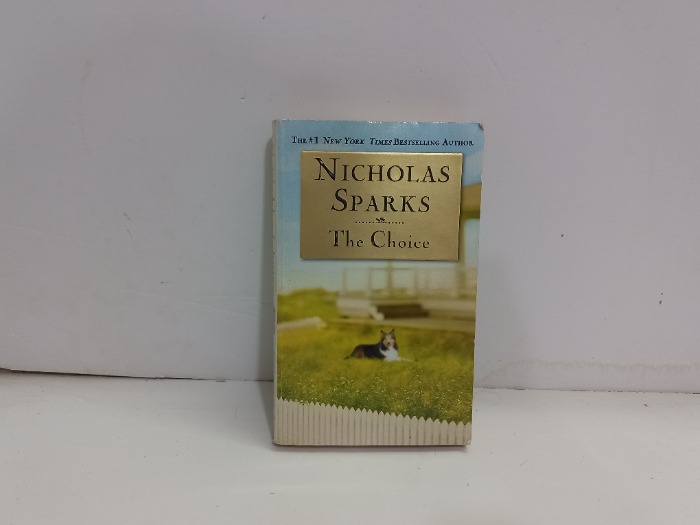 THE #1 NEW YORK TIMES BESTSELLING AUTHOR
NICHOLAS
SPARKS
The Choice